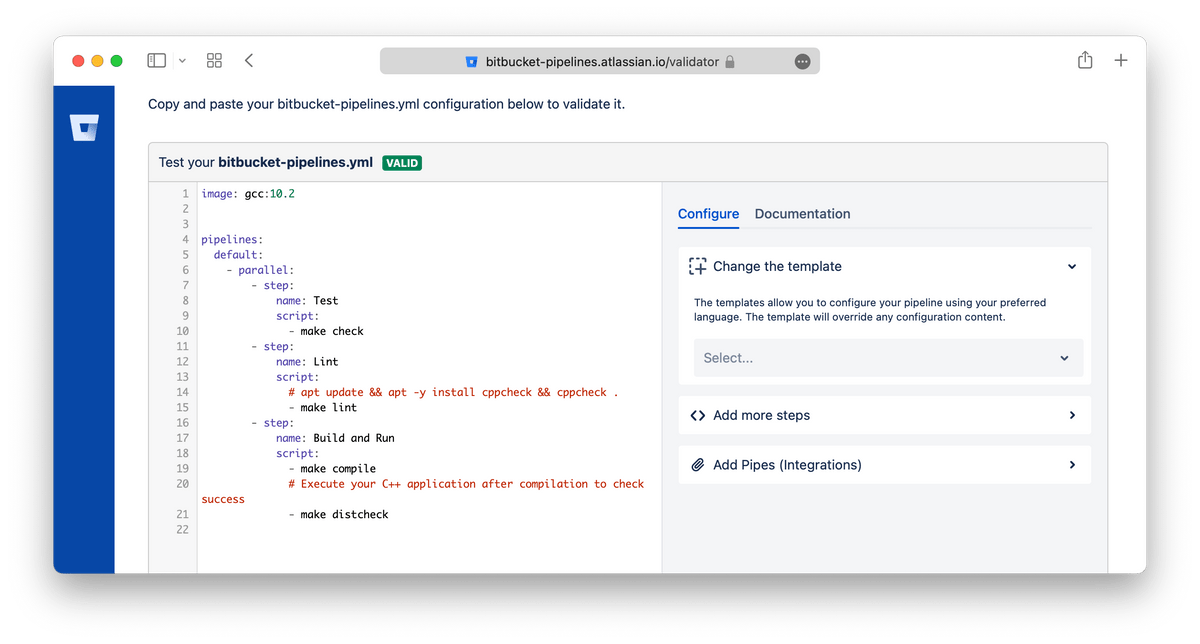 bitbucket-pipelines.atlassian.io/validator
Copy and paste your bitbucket-pipelines.yml configuration below to validate it.
Test your bitbucket-pipelines.yml VALID
1 image: gcc:10.2
2
3
4 pipelines:
5   default:
6     - parallel:
7         - step:
8             name: Test
9             script:
10               - make check
11         - step:
12             name: Lint
13             script:
14               # apt update && apt -y install cppcheck && cppcheck .
15               - make lint
16         - step:
17             name: Build and Run
18             script:
19               - make compile
20               # Execute your C++ application after compilation to check
success
21               - make distcheck
22
Configure Documentation
Change the template
The templates allow you to configure your pipeline using your preferred
language. The template will override any configuration content.
Select...
Add more steps
Add Pipes (Integrations)